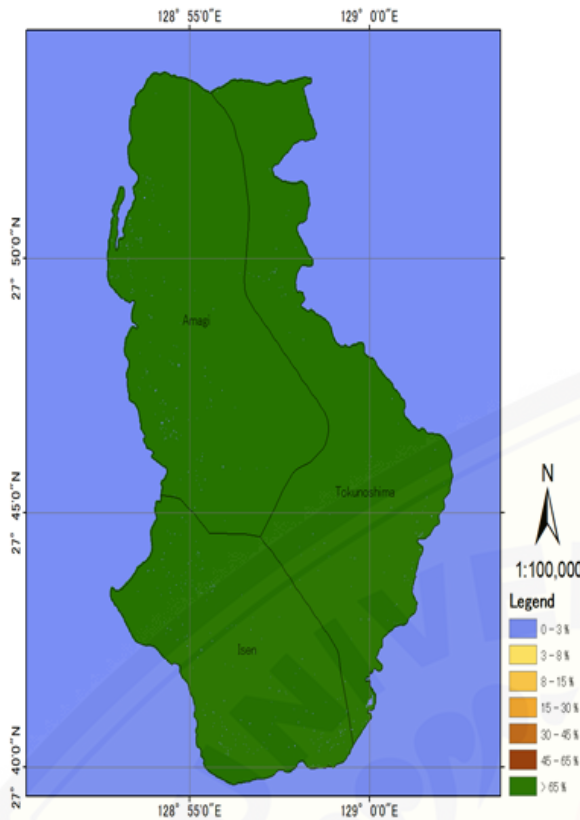 128° 55'0"E
129° 0'0"E
27° 50'0"N
Amagi
Tokunoshima
27° 45'0"N
Isen
27° 40'0"N
128° 55'0"E
129° 0'0"E
N
1:100,000
Legend
0 - 3 %
3 - 8 %
8 - 15 %
15 - 30 %
30 - 45 %
45 - 65 %
> 65 %